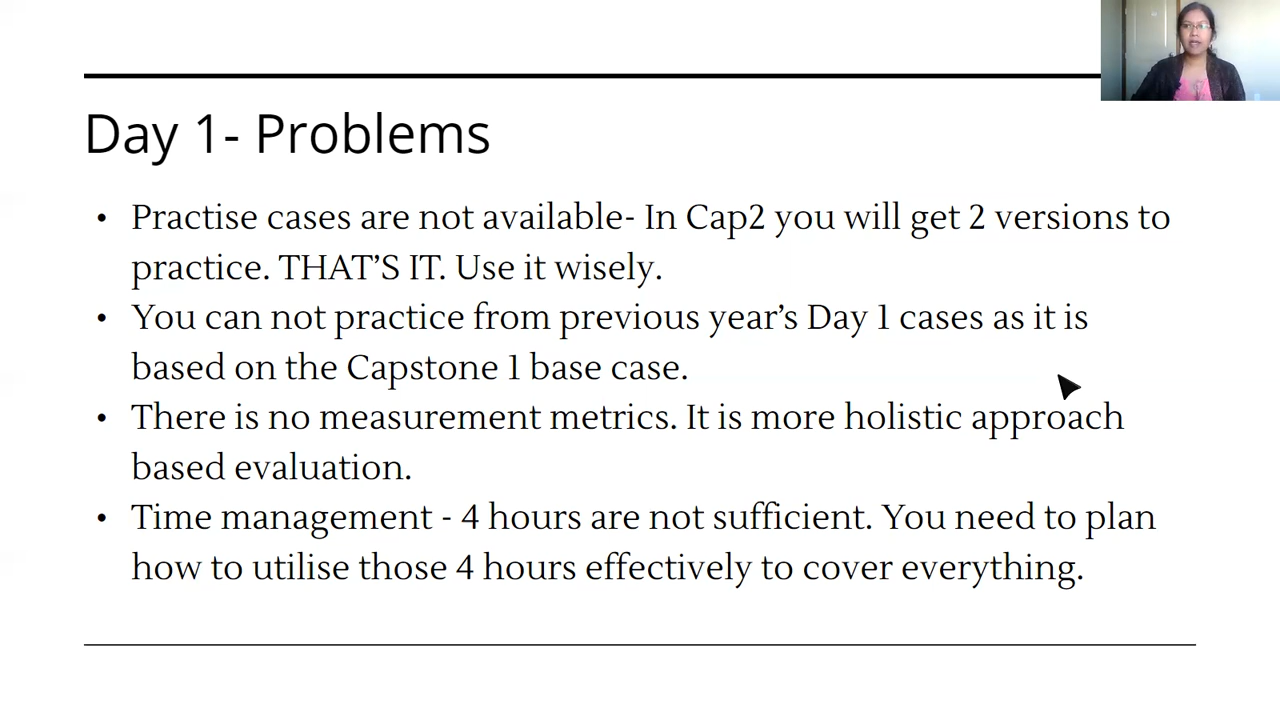 Day 1- Problems
• Practise cases are not available- In Cap2 you will get 2 versions to
practice. THAT’S IT. Use it wisely.
• You can not practice from previous year’s Day 1 cases as it is
based on the Capstone 1 base case.
• There is no measurement metrics. It is more holistic approach
based evaluation.
• Time management - 4 hours are not sufficient. You need to plan
how to utilise those 4 hours effectively to cover everything.